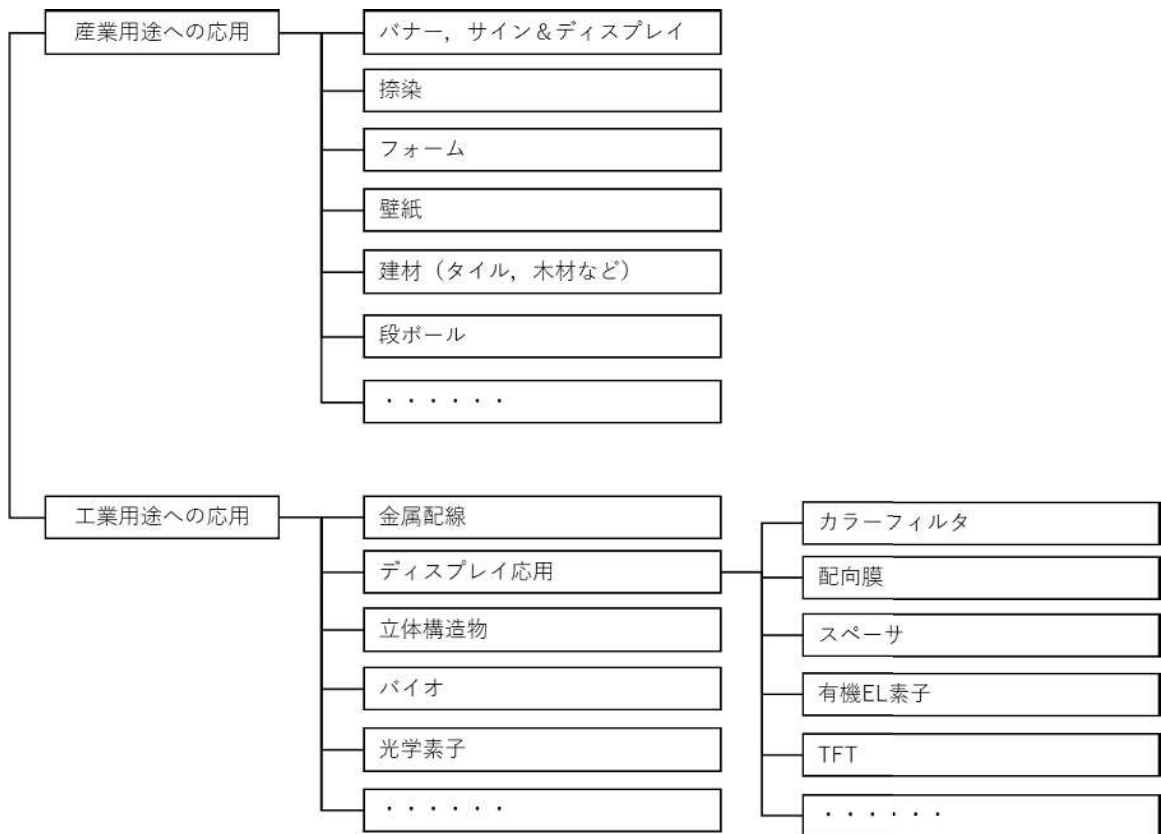 産業用途への応用
バナー，サイン＆ディスプレイ
捺染
フォーム
壁紙
建材（タイル，木材など）
段ボール
・・・・・・
工業用途への応用
金属配線
ディスプレイ応用
立体構造物
バイオ
光学素子
・・・・・・
カラーフィルタ
配向膜
スペーサ
有機EL素子
TFT
・・・・・・